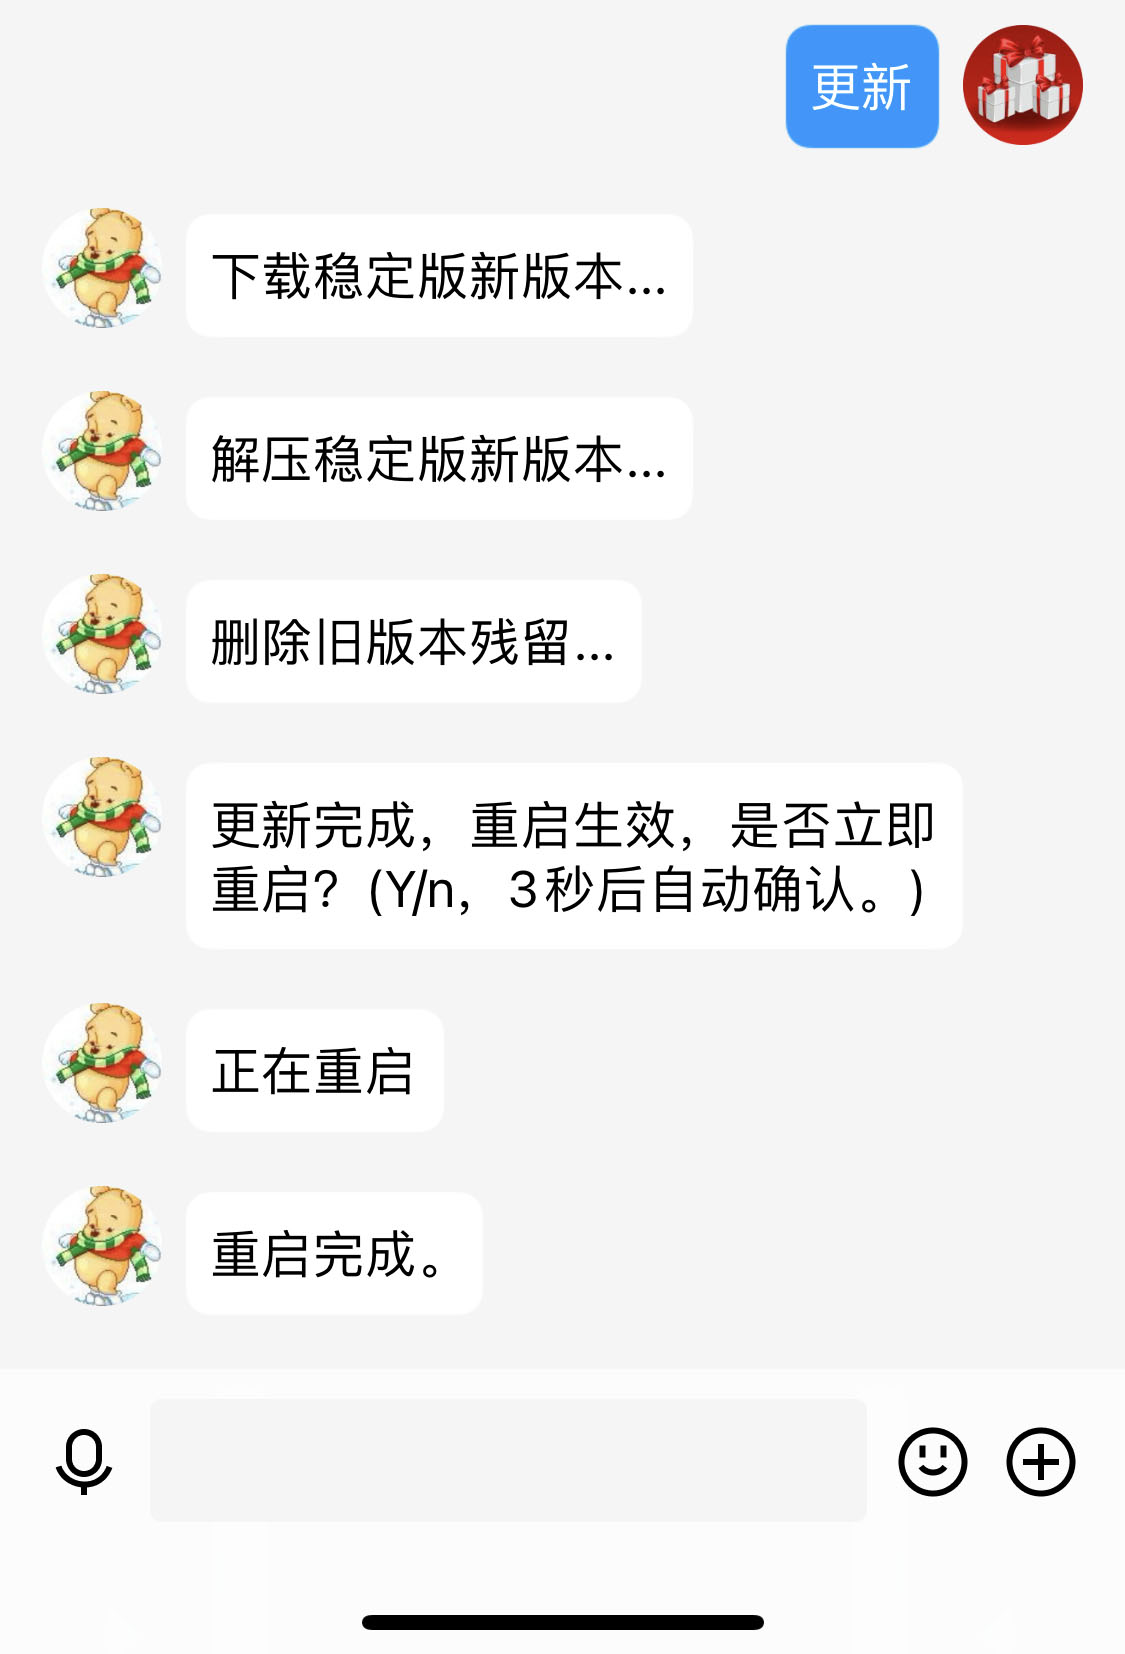 更新
下载稳定版新版本...
解压稳定版新版本...
删除旧版本残留...
更新完成，重启生效，是否立即
重启？(Y/n，3秒后自动确认。)
正在重启
重启完成。